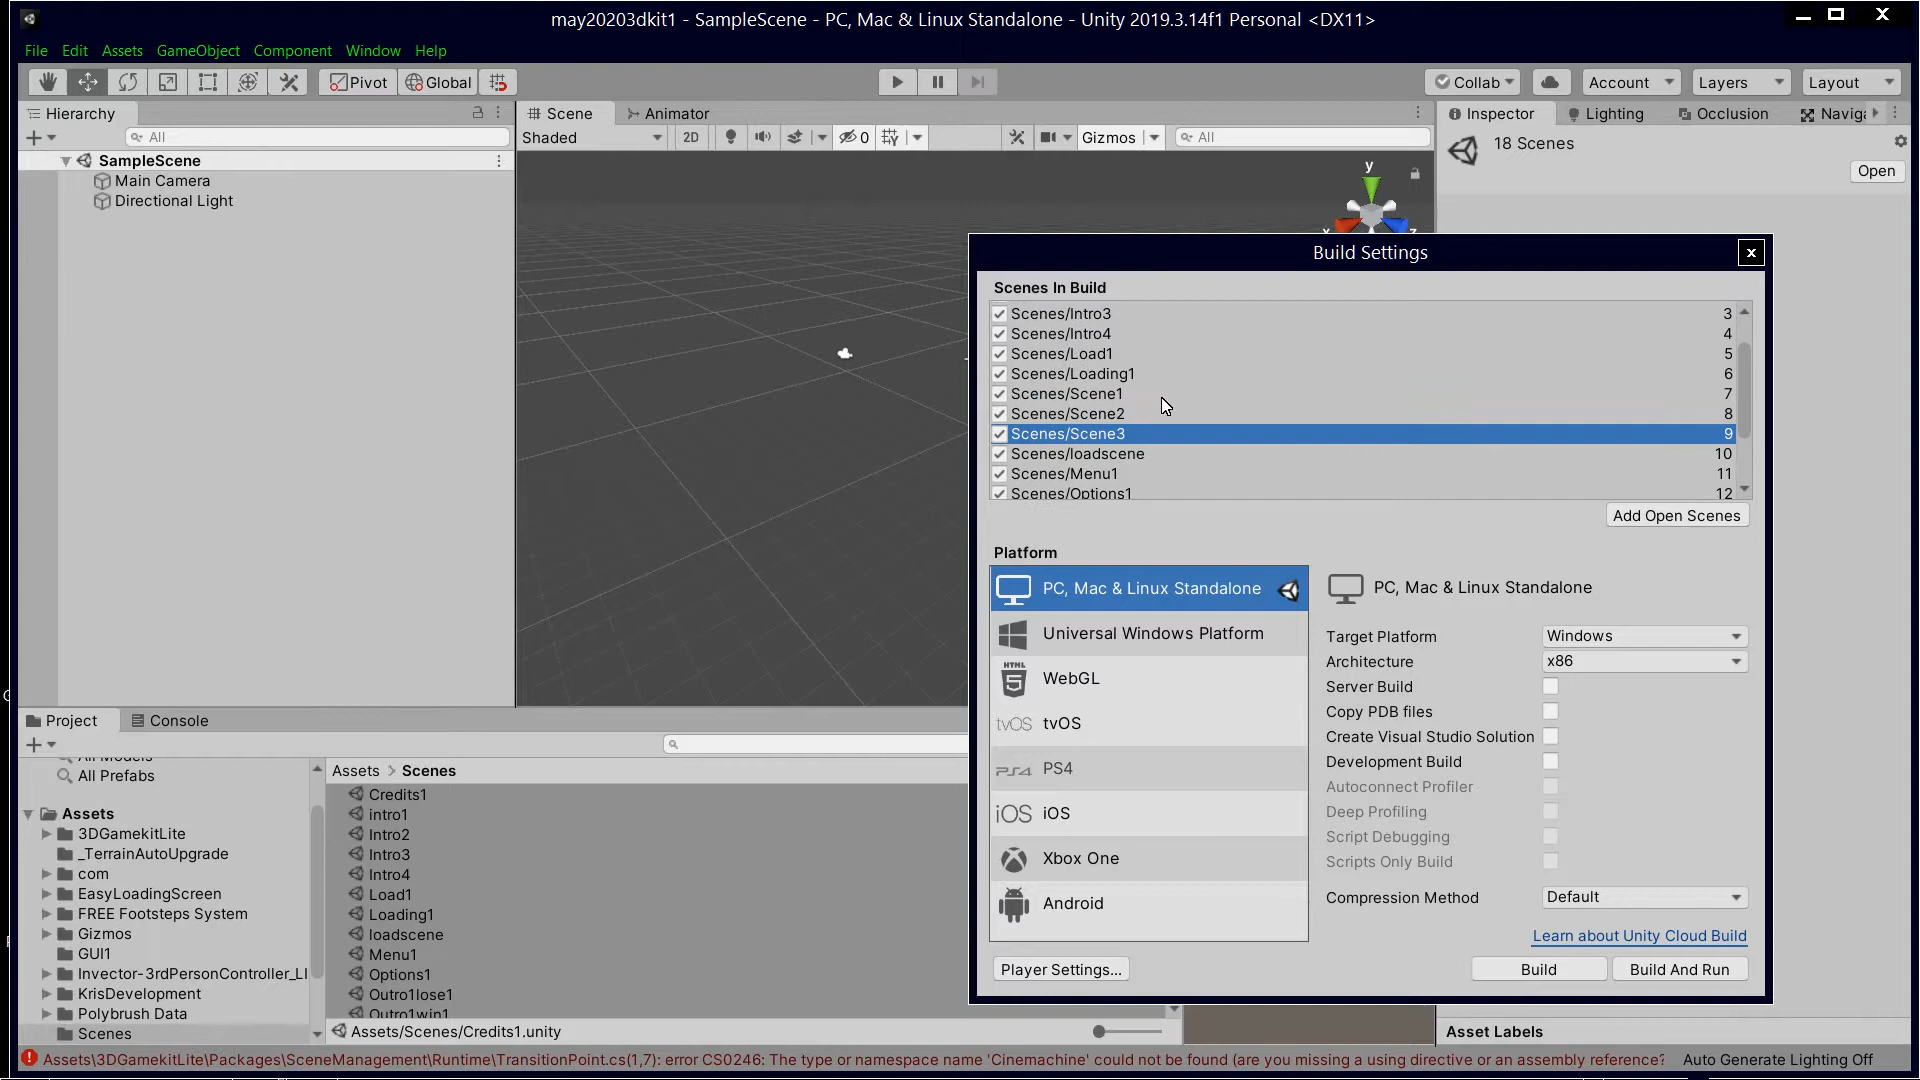 may20203dkit1 - SampleScene - PC, Mac & Linux Standalone - Unity 2019.3.14f1 Personal <DX11>
File Edit Assets GameObject Component Window Help
Pivot Global Collab Account Layers Layout
Hierarchy
All
SampleScene
Main Camera
Directional Light
Scene Animator
Shaded 2D 0 Gizmos All
y
x z
Inspector Lighting Occlusion Naviga
18 Scenes
Open
Build Settings
x
Scenes In Build
Scenes/Intro3 3
Scenes/Intro4 4
Scenes/Load1 5
Scenes/Loading1 6
Scenes/Scene1 7
Scenes/Scene2 8
Scenes/Scene3 9
Scenes/loadscene 10
Scenes/Menu1 11
Scenes/Options1 12
Add Open Scenes
Platform
PC, Mac & Linux Standalone
Universal Windows Platform
HTML 5 WebGL
tvOS tvOS
PS4 PS4
iOS iOS
Xbox One
Android
PC, Mac & Linux Standalone
Target Platform Windows
Architecture x86
Server Build
Copy PDB files
Create Visual Studio Solution
Development Build
Autoconnect Profiler
Deep Profiling
Script Debugging
Scripts Only Build
Compression Method Default
Learn about Unity Cloud Build
Player Settings... Build Build And Run
Project Console
All Models
All Prefabs
Assets
3DGamekitLite
_TerrainAutoUpgrade
com
EasyLoadingScreen
FREE Footsteps System
Gizmos
GUI1
Invector-3rdPersonController_LI
KrisDevelopment
Polybrush Data
Scenes
Assets > Scenes
Credits1
intro1
Intro2
Intro3
Intro4
Load1
Loading1
loadscene
Menu1
Options1
Outro1lose1
Outro1win1
Assets/Scenes/Credits1.unity
Asset Labels
Assets\3DGamekitLite\Packages\SceneManagement\Runtime\TransitionPoint.cs(1,7): error CS0246: The type or namespace name 'Cinemachine' could not be found (are you missing a using directive or an assembly reference?
Auto Generate Lighting Off